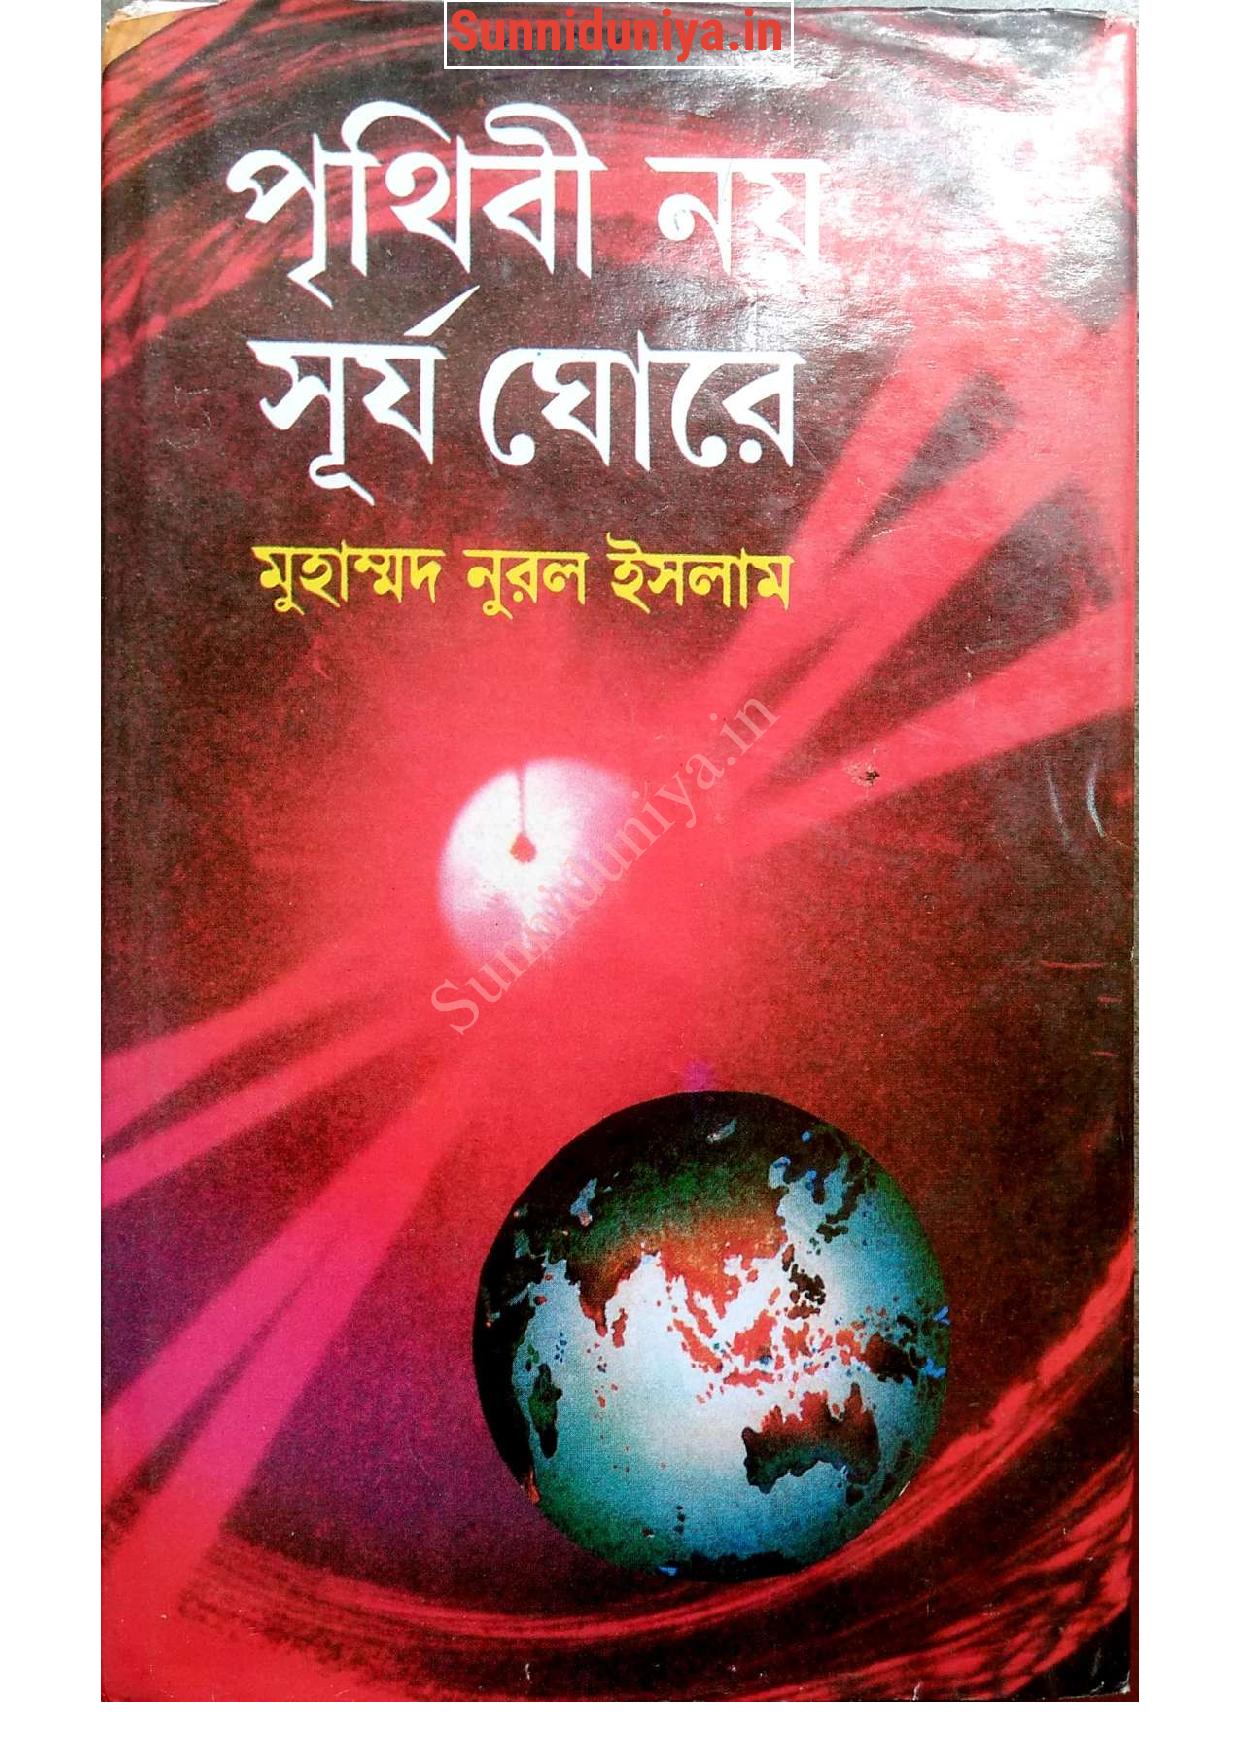 Sunniduniya.in
পৃথিবী নয়
সূর্য ঘোরে
মুহাম্মদ নুরল ইসলাম
Sunniduniya.in